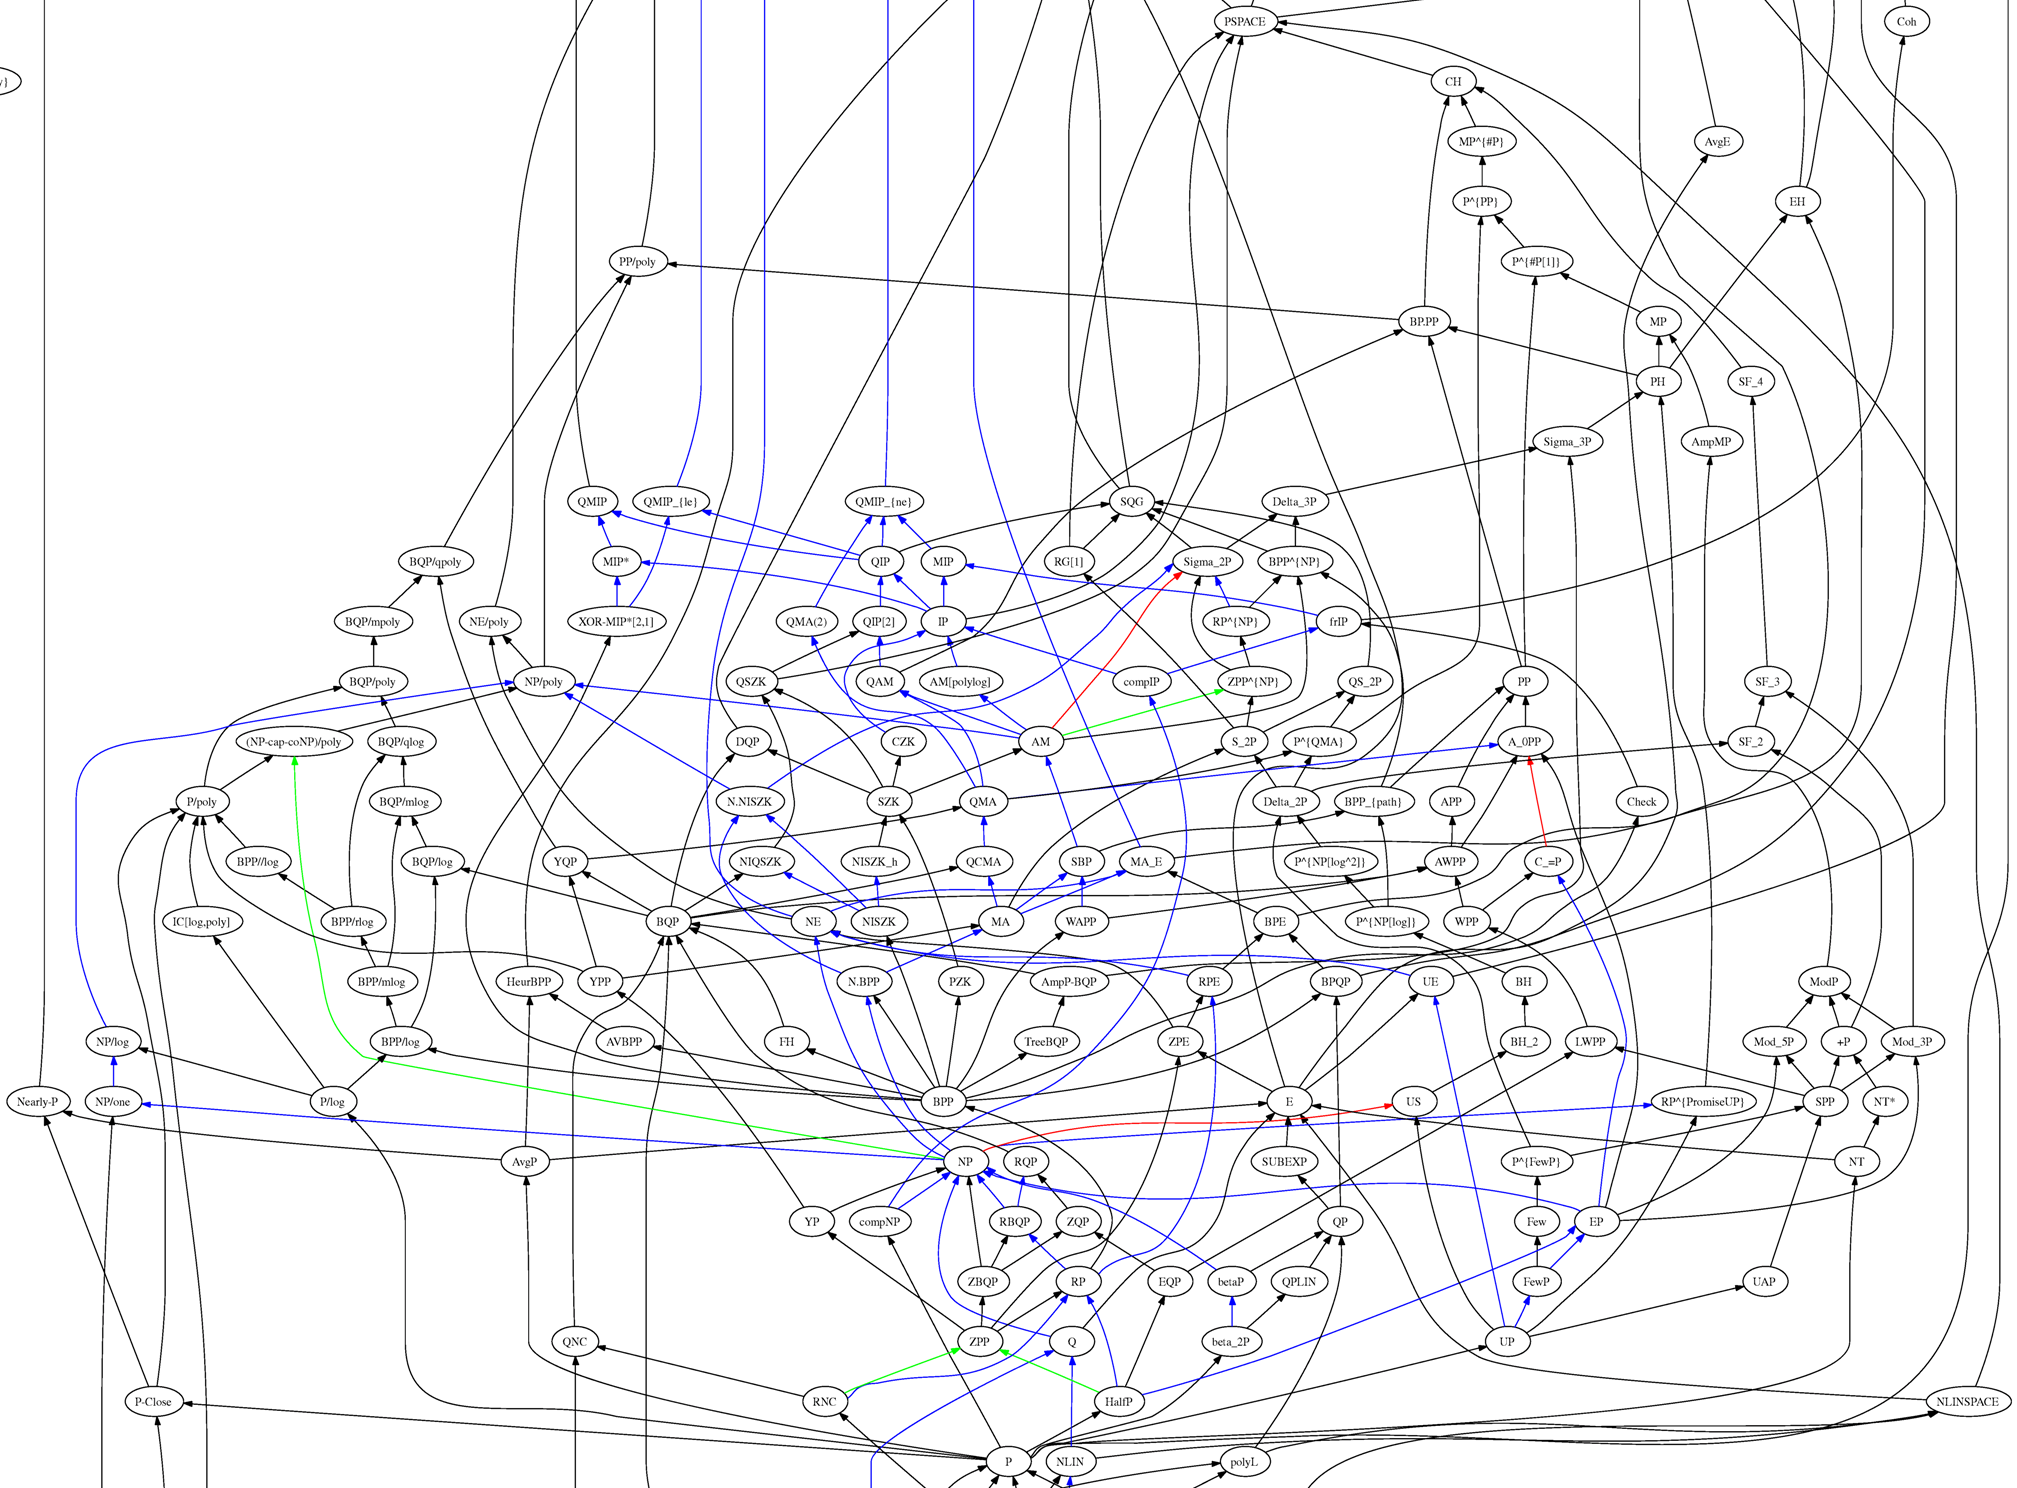 PSPACE
Coh
y}
CH
MP^{#P}
AvgE
P^{PP}
EH
PP/poly
P^{#P[1]}
BP.PP
MP
PH
SF_4
Sigma_3P
AmpMP
QMIP
QMIP_{le}
QMIP_{ne}
SQG
Delta_3P
BQP/qpoly
MIP*
QIP
MIP
RG[1]
Sigma_2P
BPP^{NP}
BQP/mpoly
NE/poly
XOR-MIP*[2,1]
QMA(2)
QIP[2]
IP
RP^{NP}
frIP
BQP/poly
NP/poly
QSZK
QAM
AM[polylog]
compIP
ZPP^{NP}
QS_2P
PP
SF_3
(NP-cap-coNP)/poly
BQP/qlog
DQP
CZK
AM
S_2P
P^{QMA}
A_0PP
SF_2
P/poly
BQP/mlog
N.NISZK
SZK
QMA
Delta_2P
BPP_{path}
APP
Check
BPP//log
BQP/log
YQP
NIQSZK
NISZK_h
QCMA
SBP
MA_E
P^{NP[log^2]}
AWPP
C_=P
IC[log,poly]
BPP/rlog
BQP
NE
NISZK
MA
WAPP
BPE
P^{NP[log]}
WPP
BPP/mlog
HeurBPP
YPP
N.BPP
PZK
AmpP-BQP
RPE
BPQP
UE
BH
ModP
NP/log
BPP/log
AVBPP
FH
TreeBQP
ZPE
BH_2
LWPP
Mod_5P
+P
Mod_3P
Nearly-P
NP/one
P/log
BPP
E
US
RP^{PromiseUP}
SPP
NT*
AvgP
NP
RQP
SUBEXP
P^{FewP}
NT
YP
compNP
RBQP
ZQP
QP
Few
EP
ZBQP
RP
EQP
betaP
QPLIN
FewP
UAP
QNC
ZPP
Q
beta_2P
UP
P-Close
RNC
HalfP
NLINSPACE
P
NLIN
polyL